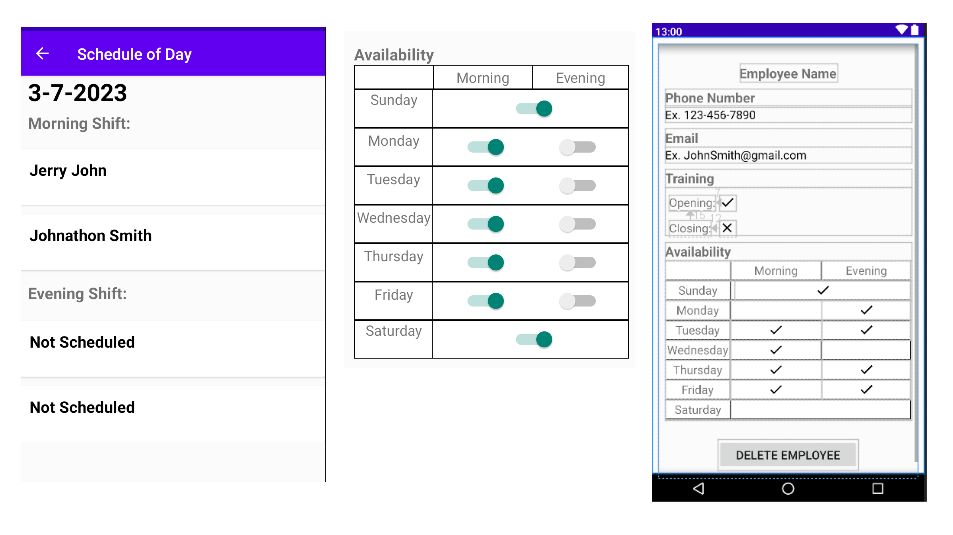 Schedule of Day
3-7-2023
Morning Shift:
Jerry John
Johnathon Smith
Evening Shift:
Not Scheduled
Not Scheduled
Availability
Morning Evening
Sunday
Monday
Tuesday
Wednesday
Thursday
Friday
Saturday
13:00
Employee Name
Phone Number
Ex. 123-456-7890
Email
Ex. JohnSmith@gmail.com
Training
Opening:
15
Closing:
Availability
Morning Evening
Sunday
Monday
Tuesday
Wednesday
Thursday
Friday
Saturday
DELETE EMPLOYEE